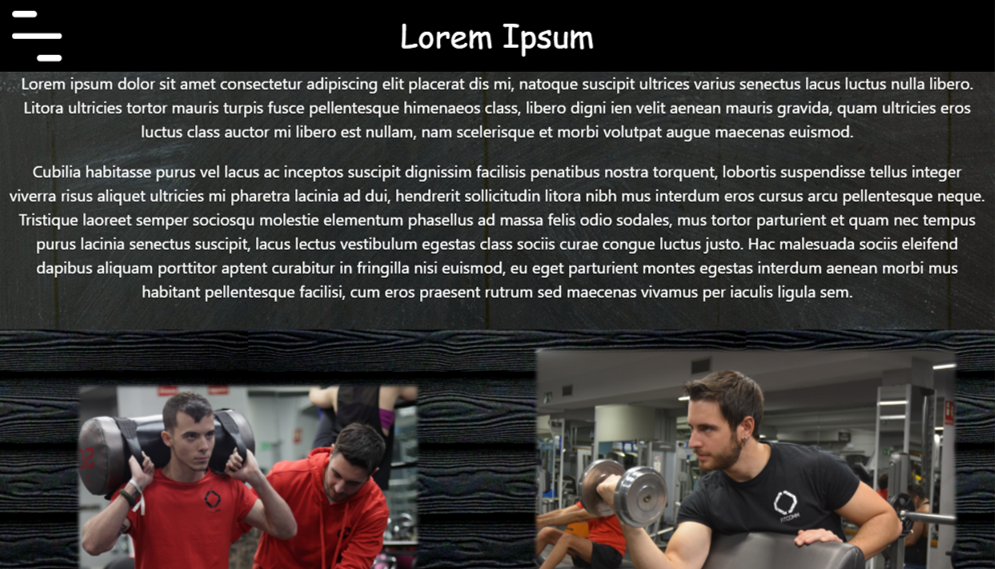 Lorem Ipsum
Lorem ipsum dolor sit amet consectetur adipiscing elit placerat dis mi, natoque suscipit ultrices varius senectus lacus luctus nulla libero.
Litora ultricies tortor mauris turpis fusce pellentesque himenaeos class, libero digni ien velit aenean mauris gravida, quam ultricies eros
luctus class auctor mi libero est nullam, nam scelerisque et morbi volutpat augue maecenas euismod.
Cubilia habitasse purus vel lacus ac inceptos suscipit dignissim facilisis penatibus nostra torquent, lobortis suspendisse tellus integer
viverra risus aliquet ultricies mi pharetra lacinia ad dui, hendrerit sollicitudin litora nibh mus interdum eros cursus arcu pellentesque neque.
Tristique laoreet semper sociosqu molestie elementum phasellus ad massa felis odio sodales, mus tortor parturient et quam nec tempus
purus lacinia senectus suscipit, lacus lectus vestibulum egestas class sociis curae congue luctus justo. Hac malesuada sociis eleifend
dapibus aliquam porttitor aptent curabitur in fringilla nisi euismod, eu eget parturient montes egestas interdum aenean morbi mus
habitant pellentesque facilisi, cum eros praesent rutrum sed maecenas vivamus per iaculis ligula sem.